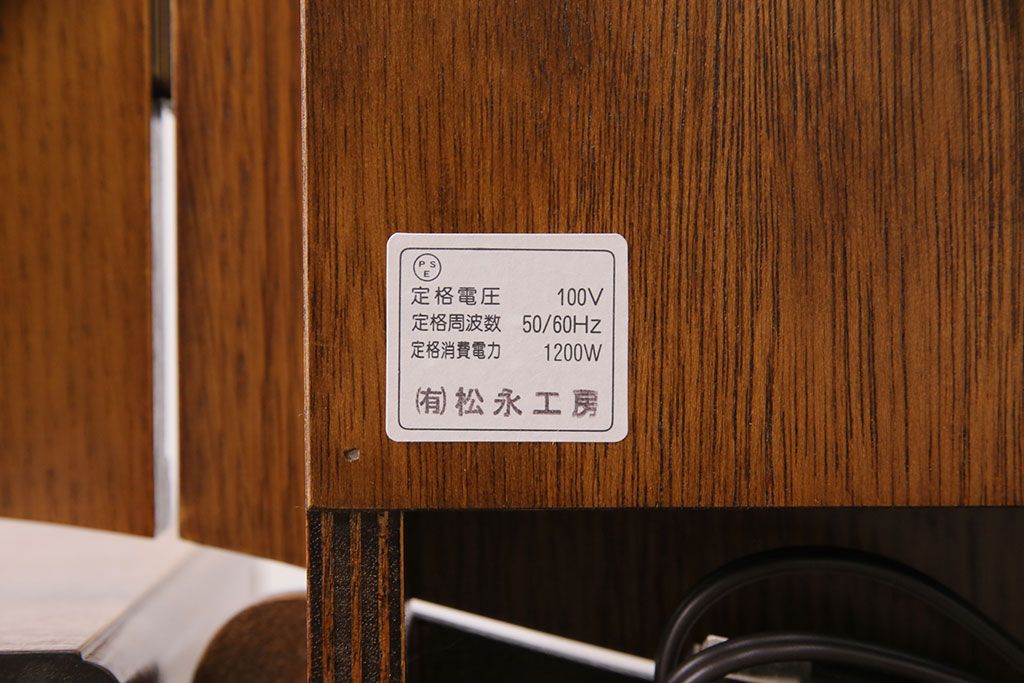 PSE
定格電圧 100V
定格周波数 50/60Hz
定格消費電力 1200W
㈲松永工房